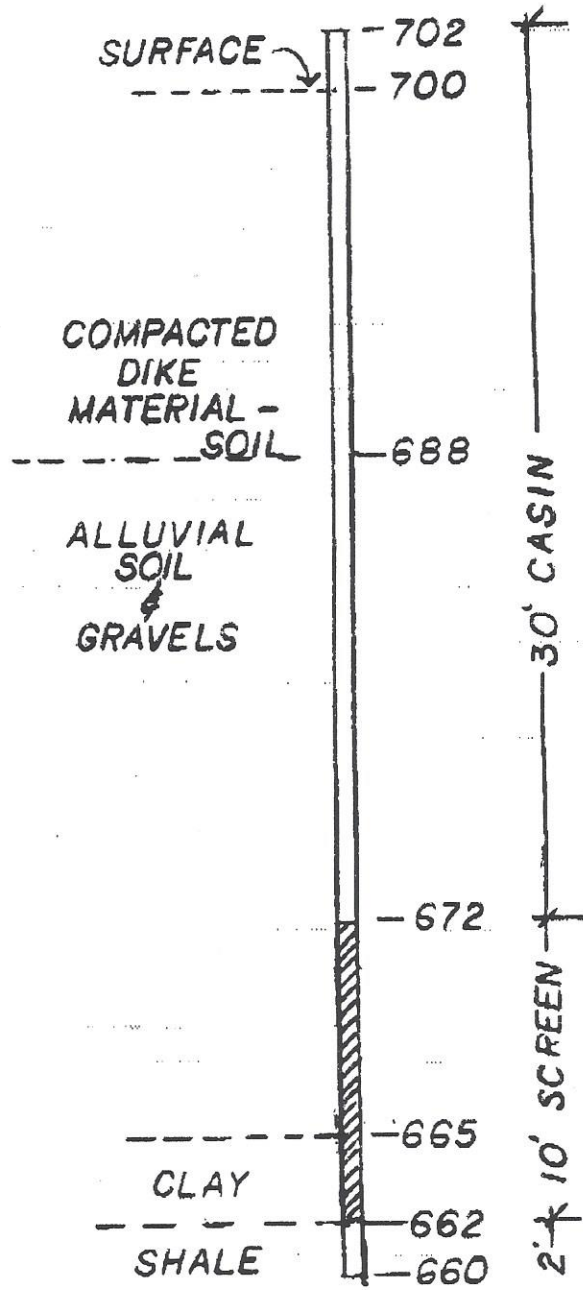 702
SURFACE
700
COMPACTED
DIKE
MATERIAL -
SOIL
688
ALLUVIAL
SOIL
&
GRAVELS
30' CASIN
672
10' SCREEN
665
CLAY
662
SHALE
660
2'